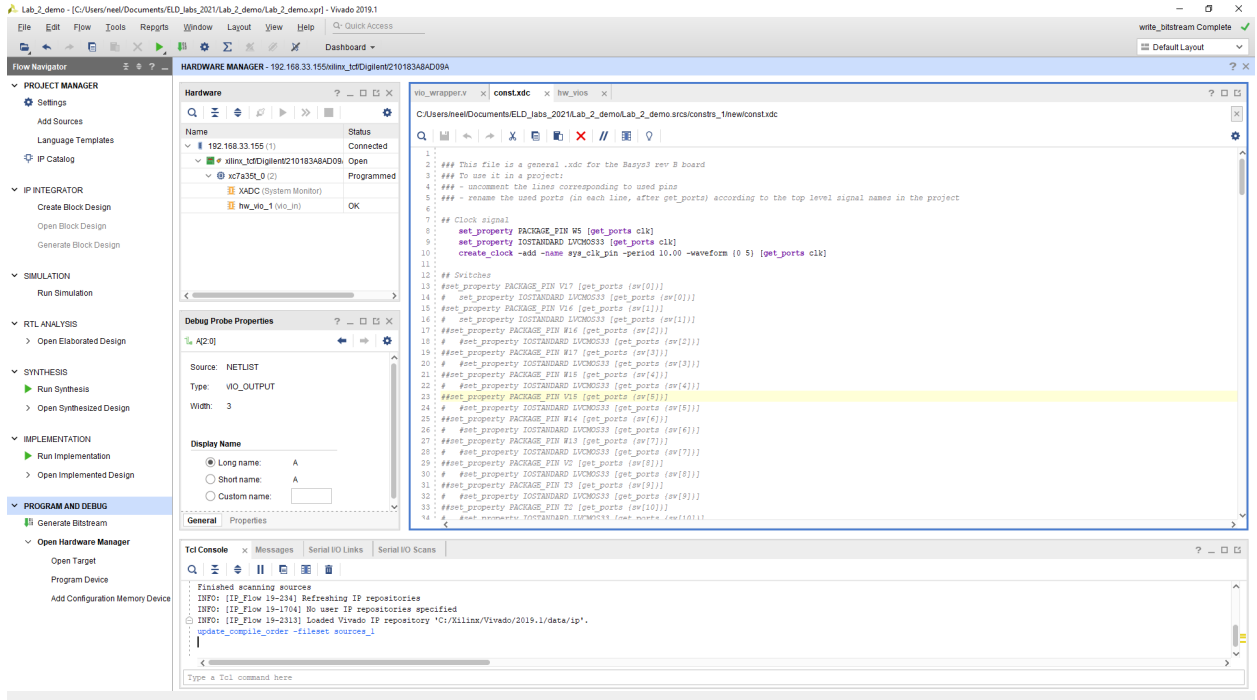 Lab_2_demo - [C:/Users/neel/Documents/ELD_labs_2021/Lab_2_demo/Lab_2_demo.xpr] - Vivado 2019.1
File Edit Flow Tools Reports Window Layout View Help Q- Quick Access
write_bitstream Complete
Dashboard
Default Layout
Flow Navigator
HARDWARE MANAGER - 192.168.33.155/xilinx_tcf/Digilent/210183A8AD09A
PROJECT MANAGER
Settings
Add Sources
Language Templates
IP Catalog
IP INTEGRATOR
Create Block Design
Open Block Design
Generate Block Design
SIMULATION
Run Simulation
RTL ANALYSIS
Open Elaborated Design
SYNTHESIS
Run Synthesis
Open Synthesized Design
IMPLEMENTATION
Run Implementation
Open Implemented Design
PROGRAM AND DEBUG
Generate Bitstream
Open Hardware Manager
Open Target
Program Device
Add Configuration Memory Device
Hardware
Name Status
192.168.33.155 (1) Connected
xilinx_tcf/Digilent/210183A8AD09 Open
xc7a35t_0 (2) Programmed
XADC (System Monitor)
hw_vio_1 (vio_in) OK
Debug Probe Properties
A[2:0]
Source: NETLIST
Type: VIO_OUTPUT
Width: 3
Display Name
Long name: A
Short name: A
Custom name:
General Properties
vio_wrapper.v const.xdc hw_vios
C:/Users/neel/Documents/ELD_labs_2021/Lab_2_demo/Lab_2_demo.srcs/constrs_1/new/const.xdc
1
2 ### This file is a general .xdc for the Basys3 rev B board
3 ### To use it in a project:
4 ### - uncomment the lines corresponding to used pins
5 ### - rename the used ports (in each line, after get_ports) according to the top level signal names in the project
6
7 ## Clock signal
8 set_property PACKAGE_PIN W5 [get_ports clk]
9 set_property IOSTANDARD LVCMOS33 [get_ports clk]
10 create_clock -add -name sys_clk_pin -period 10.00 -waveform {0 5} [get_ports clk]
11
12 ## Switches
13 #set_property PACKAGE_PIN V17 [get_ports {sw[0]}]
14 # set_property IOSTANDARD LVCMOS33 [get_ports {sw[0]}]
15 #set_property PACKAGE_PIN V16 [get_ports {sw[1]}]
16 # set_property IOSTANDARD LVCMOS33 [get_ports {sw[1]}]
17 ##set_property PACKAGE_PIN W16 [get_ports {sw[2]}]
18 # #set_property IOSTANDARD LVCMOS33 [get_ports {sw[2]}]
19 ##set_property PACKAGE_PIN W17 [get_ports {sw[3]}]
20 # #set_property IOSTANDARD LVCMOS33 [get_ports {sw[3]}]
21 ##set_property PACKAGE_PIN W15 [get_ports {sw[4]}]
22 # #set_property IOSTANDARD LVCMOS33 [get_ports {sw[4]}]
23 ##set_property PACKAGE_PIN V15 [get_ports {sw[5]}]
24 # #set_property IOSTANDARD LVCMOS33 [get_ports {sw[5]}]
25 ##set_property PACKAGE_PIN W14 [get_ports {sw[6]}]
26 # #set_property IOSTANDARD LVCMOS33 [get_ports {sw[6]}]
27 ##set_property PACKAGE_PIN W13 [get_ports {sw[7]}]
28 # #set_property IOSTANDARD LVCMOS33 [get_ports {sw[7]}]
29 ##set_property PACKAGE_PIN V2 [get_ports {sw[8]}]
30 # #set_property IOSTANDARD LVCMOS33 [get_ports {sw[8]}]
31 ##set_property PACKAGE_PIN T3 [get_ports {sw[9]}]
32 # #set_property IOSTANDARD LVCMOS33 [get_ports {sw[9]}]
33 ##set_property PACKAGE_PIN T2 [get_ports {sw[10]}]
34 # #set_property IOSTANDARD LVCMOS33 [get_ports {sw[10]}]
Tcl Console Messages Serial I/O Links Serial I/O Scans
Finished scanning sources
INFO: [IP_Flow 19-234] Refreshing IP repositories
INFO: [IP_Flow 19-1704] No user IP repositories specified
INFO: [IP_Flow 19-2313] Loaded Vivado IP repository 'C:/Xilinx/Vivado/2019.1/data/ip'.
update_compile_order -fileset sources_1
Type a Tcl command here